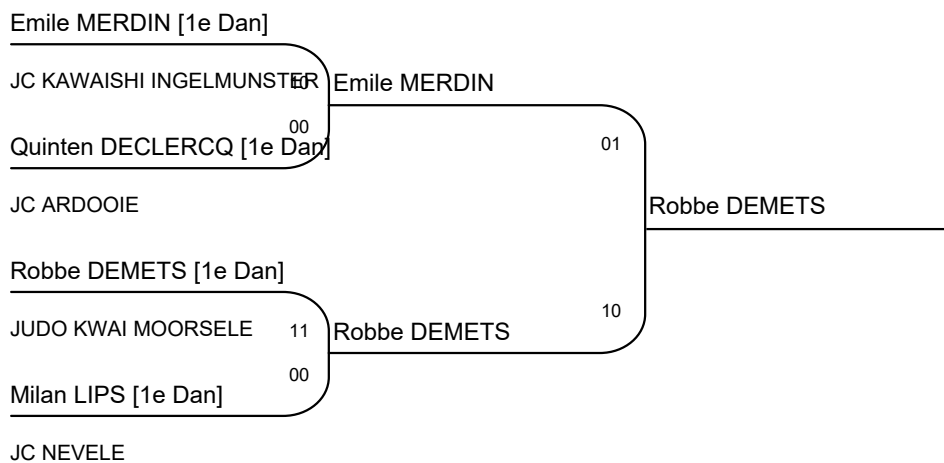 Emile MERDIN [1e Dan]
JC KAWAISHI INGELMUNSTER
10
Emile MERDIN
00
Quinten DECLERCQ [1e Dan]
01
JC ARDOOIE
Robbe DEMETS
Robbe DEMETS [1e Dan]
10
JUDO KWAI MOORSELE
11
Robbe DEMETS
00
Milan LIPS [1e Dan]
JC NEVELE